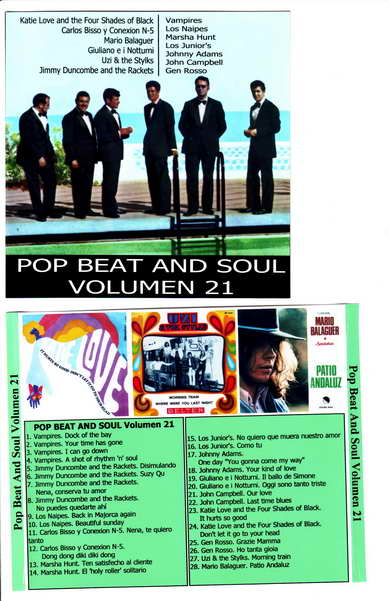 Katie Love and the Four Shades of Black
Carlos Bisso y Conexion N-5
Mario Balaguer
Giuliano e i Notturni
Uzi & the Stylks
Jimmy Duncombe and the Rackets
Vampires
Los Naipes
Marsha Hunt
Los Junior's
Johnny Adams
John Campbell
Gen Rosso
POP BEAT AND SOUL
VOLUMEN 21
Pop Beat and Soul Volumen 21
LOVE
UZI
MORNING TRAIN
WHERE WERE YOU LAST NIGHT
BELTER
MARIO
BALAGUER
PATIO
ANDALUZ
Pop Beat and Soul Volumen 21
POP BEAT AND SOUL Volumen 21
1. Vampires. Dock of the bay
2. Vampires. Your time has gone
3. Vampires. I can go down
4. Vampires. A shot of rhythm 'n' soul
5. Jimmy Duncombe and the Rackets. Disimulando
6. Jimmy Duncombe and the Rackets. Suzy Qu
7. Jimmy Duncombe and the Rackets.
Nena, conserva tu amor
8. Jimmy Duncombe and the Rackets.
No puedes quedarte ahí
9. Los Naipes. Back in Majorca again
10. Los Naipes. Beautiful sunday
11. Carlos Bisso y Conexion N-5. Nena, te quiero
tanto
12. Carlos Bisso y Conexion N-5.
Dong dong diki diki dong
13. Marsha Hunt. Ten satisfecho al cliente
14. Marsha Hunt. El 'holy roller' solitario
15. Los Junior's. No quiero que muera nuestro amor
16. Los Junior's. Como tu
17. Johnny Adams.
One day "You gonna come my way"
18. Johnny Adams. Your kind of love
19. Giuliano e i Notturni. Il ballo de Simone
20. Giuliano e i Notturni. Oggi sono tanto triste
21. John Campbell. Our love
22. John Campbell. Last time blues
23. Katie Love and the Four Shades of Black.
It hurts so good
24. Katie Love and the Four Shades of Black.
Don't let it go to your head
25. Gen Rosso. Grazie Mamma
26. Gen Rosso. Ho tanta gioia
27. Uzi & the Stylks. Morning train
28. Mario Balaguer. Patio Andaluz